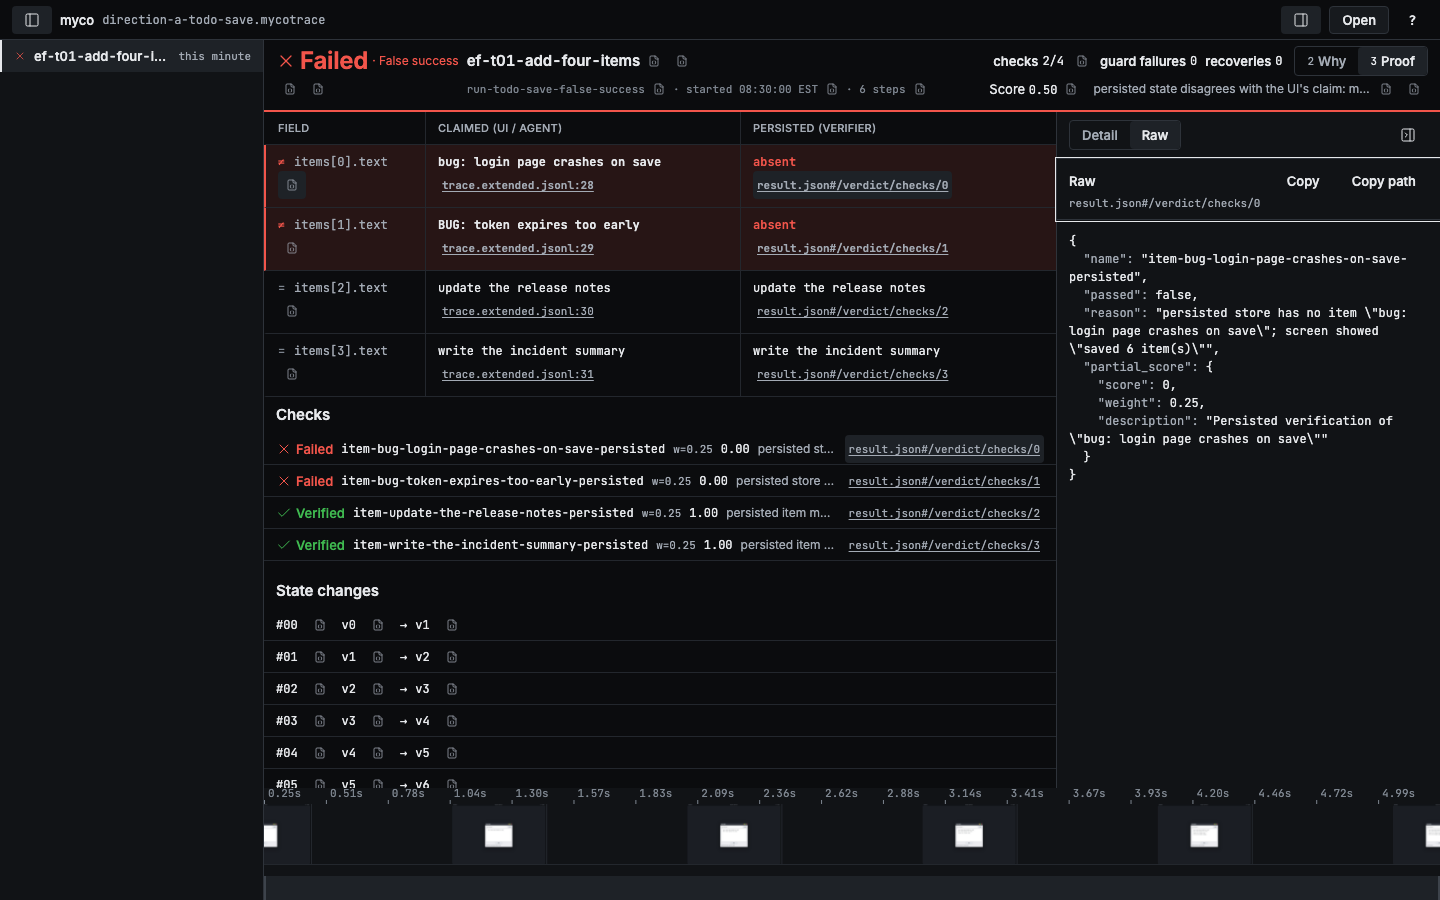 myco direction-a-todo-save.mycotrace Open ?
ef-t01-add-four-i... this minute
Failed · False success ef-t01-add-four-items checks 2/4 guard failures 0 recoveries 0 2 Why 3 Proof
run-todo-save-false-success · started 08:30:00 EST · 6 steps Score 0.50 persisted state disagrees with the UI's claim: m...
FIELD CLAIMED (UI / AGENT) PERSISTED (VERIFIER)
≠ items[0].text bug: login page crashes on save absent
trace.extended.jsonl:28 result.json#/verdict/checks/0
≠ items[1].text BUG: token expires too early absent
trace.extended.jsonl:29 result.json#/verdict/checks/1
= items[2].text update the release notes update the release notes
trace.extended.jsonl:30 result.json#/verdict/checks/2
= items[3].text write the incident summary write the incident summary
trace.extended.jsonl:31 result.json#/verdict/checks/3
Checks
Failed item-bug-login-page-crashes-on-save-persisted w=0.25 0.00 persisted st... result.json#/verdict/checks/0
Failed item-bug-token-expires-too-early-persisted w=0.25 0.00 persisted store ... result.json#/verdict/checks/1
Verified item-update-the-release-notes-persisted w=0.25 1.00 persisted item m... result.json#/verdict/checks/2
Verified item-write-the-incident-summary-persisted w=0.25 1.00 persisted item ... result.json#/verdict/checks/3
State changes
#00 v0 → v1
#01 v1 → v2
#02 v2 → v3
#03 v3 → v4
#04 v4 → v5
#05 v5 → v6
Detail Raw
Raw Copy Copy path
result.json#/verdict/checks/0
{
"name": "item-bug-login-page-crashes-on-save-
persisted",
"passed": false,
"reason": "persisted store has no item \"bug:
login page crashes on save\"; screen showed
\"saved 6 item(s)\"",
"partial_score": {
"score": 0,
"weight": 0.25,
"description": "Persisted verification of
\"bug: login page crashes on save\""
}
}
0.25s 0.51s 0.78s 1.04s 1.30s 1.57s 1.83s 2.09s 2.36s 2.62s 2.88s 3.14s 3.41s 3.67s 3.93s 4.20s 4.46s 4.72s 4.99s